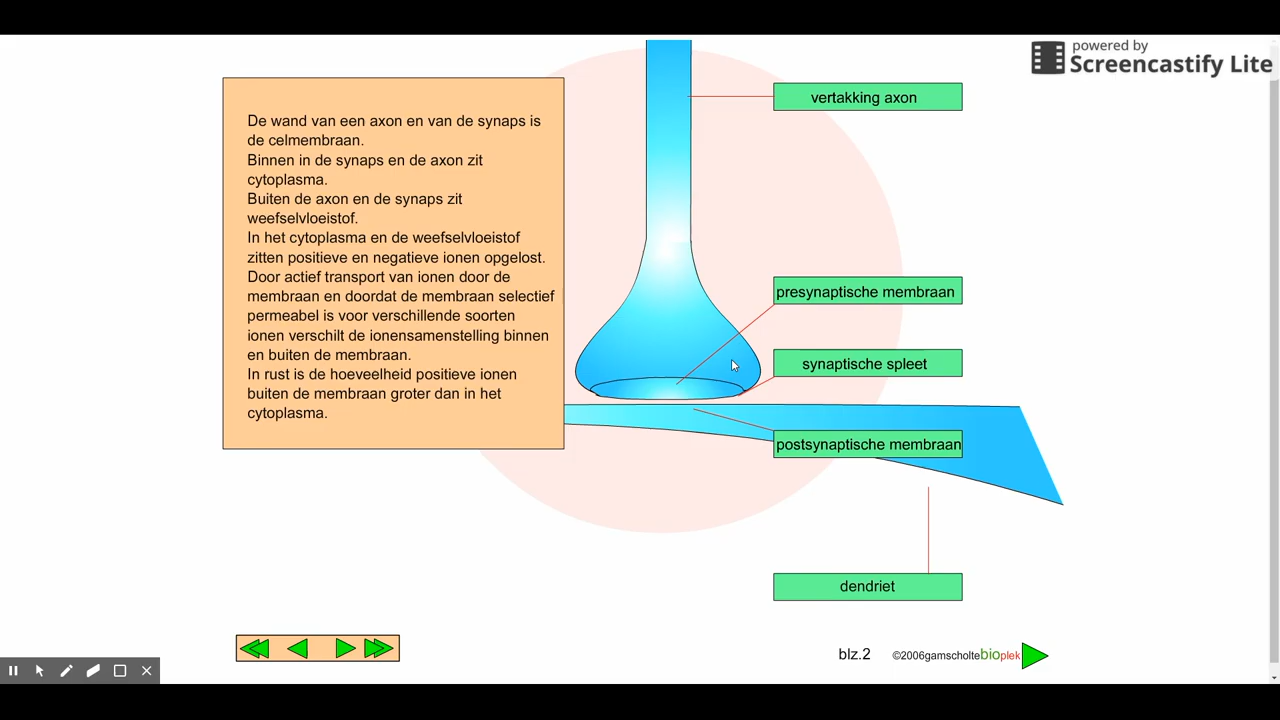 powered by
Screencastify Lite
De wand van een axon en van de synaps is
de celmembraan.
Binnen in de synaps en de axon zit
cytoplasma.
Buiten de axon en de synaps zit
weefselvloeistof.
In het cytoplasma en de weefselvloeistof
zitten positieve en negatieve ionen opgelost.
Door actief transport van ionen door de
membraan en doordat de membraan selectief
permeabel is voor verschillende soorten
ionen verschilt de ionensamenstelling binnen
en buiten de membraan.
In rust is de hoeveelheid positieve ionen
buiten de membraan groter dan in het
cytoplasma.
vertakking axon
presynaptische membraan
synaptische spleet
postsynaptische membraan
dendriet
blz.2
©2006gamscholtebioplek